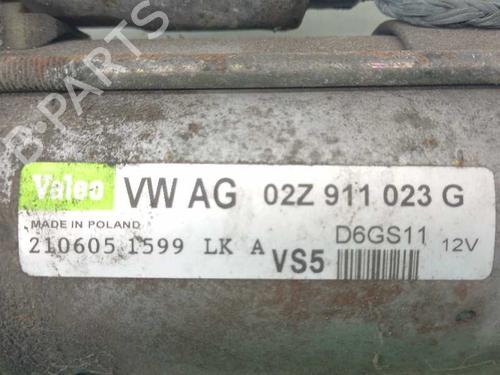 B-PARTS
Valeo VW AG 02Z 911 023 G
MADE IN POLAND
210605 1599 LK A VS5 D6GS11 12V